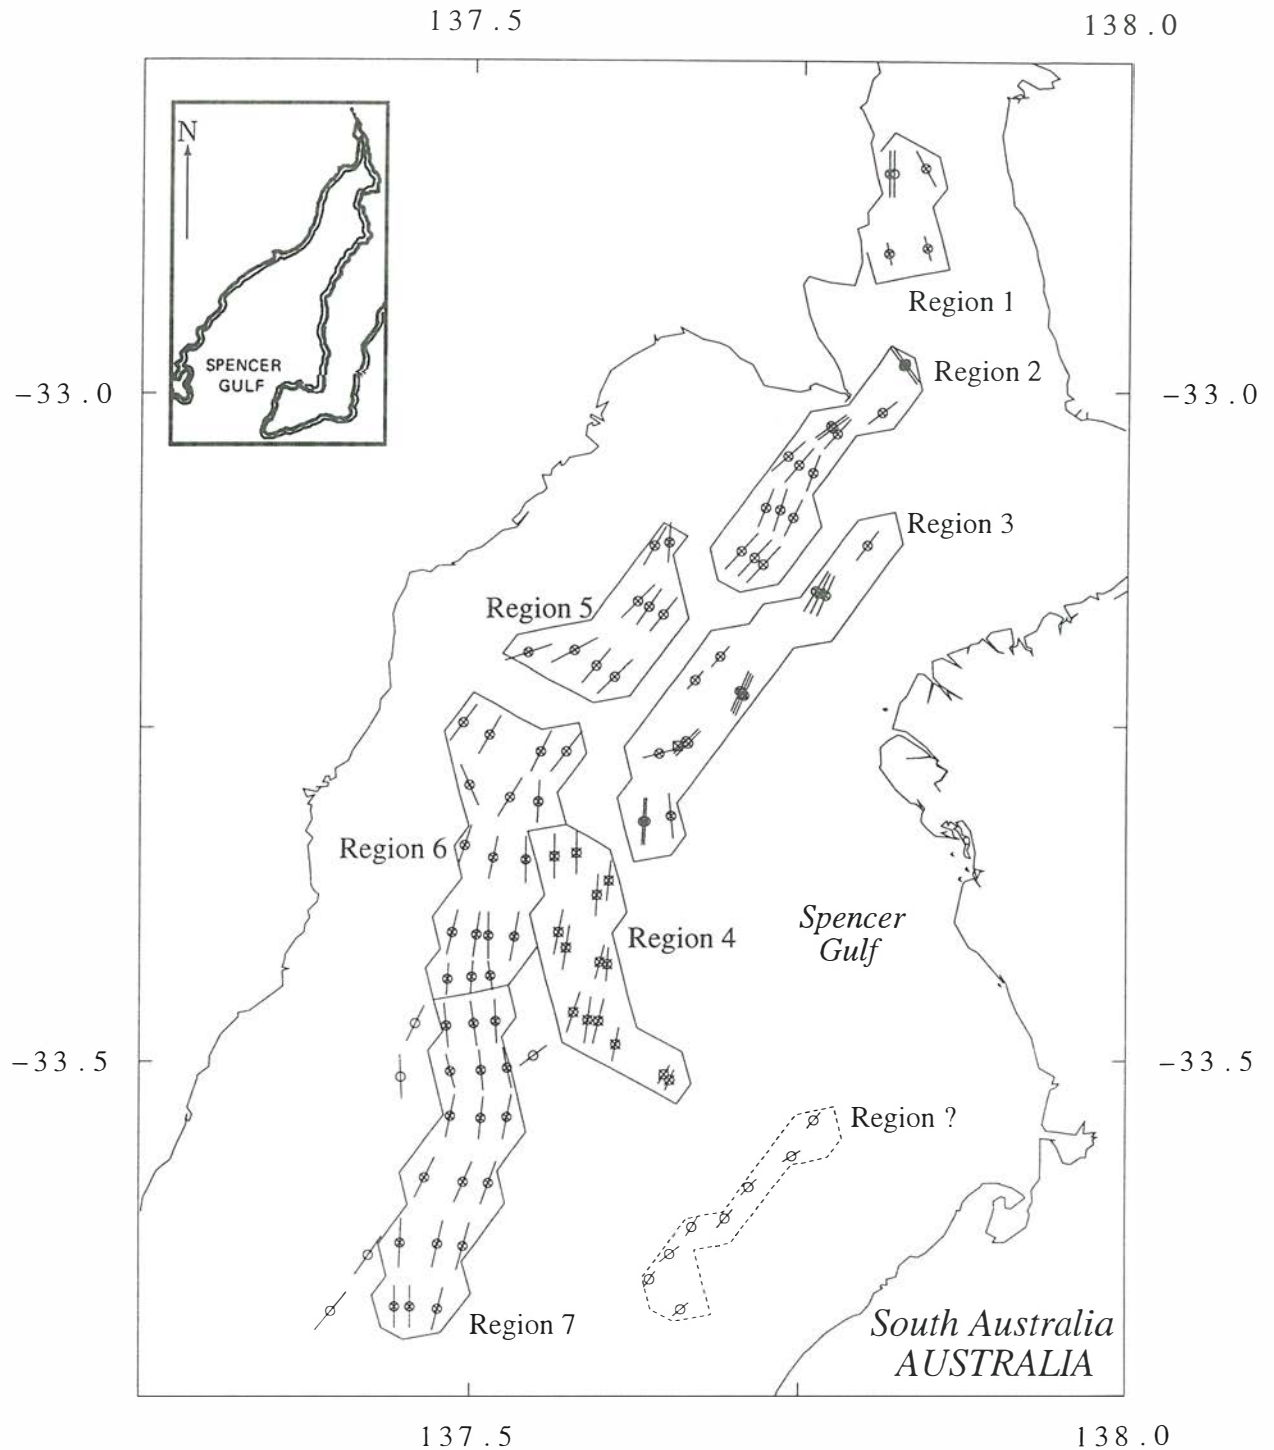 137.5
138.0
N
SPENCER
GULF
Region 1
Region 2
-33.0
-33.0
Region 3
Region 5
Region 6
Spencer
Gulf
Region 4
-33.5
-33.5
Region ?
Region 7
South Australia
AUSTRALIA
137.5
138.0